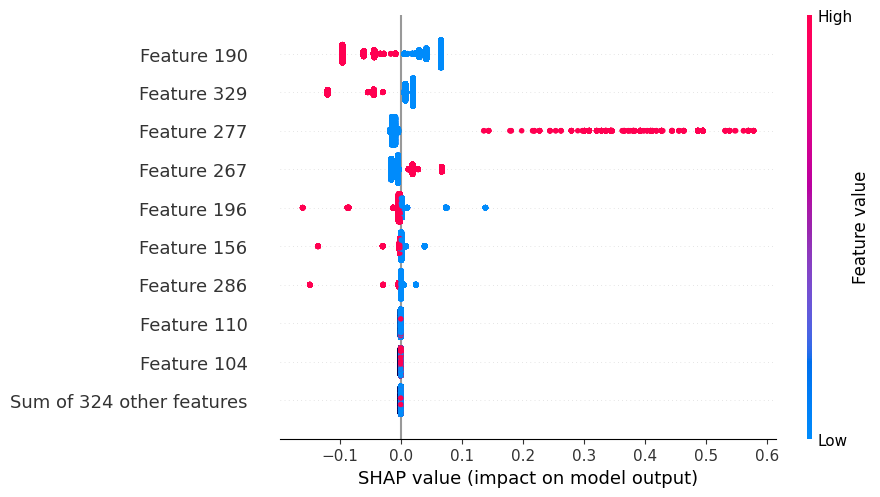 High
Feature 190
Feature 329
Feature 277
Feature 267
Feature 196
Feature 156
Feature 286
Feature 110
Feature 104
Sum of 324 other features
Feature value
Low
−0.1 0.0 0.1 0.2 0.3 0.4 0.5 0.6
SHAP value (impact on model output)